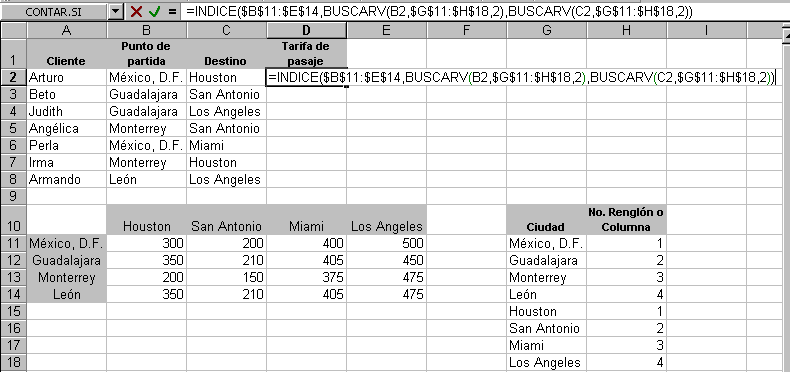 CONTAR.SI = =INDICE($B$11:$E$14,BUSCARV(B2,$G$11:$H$18,2),BUSCARV(C2,$G$11:$H$18,2))
A B C D E F G H I J
1 Cliente Punto de partida Destino Tarifa de pasaje
2 Arturo México, D.F. Houston =INDICE($B$11:$E$14,BUSCARV(B2,$G$11:$H$18,2),BUSCARV(C2,$G$11:$H$18,2))
3 Beto Guadalajara San Antonio
4 Judith Guadalajara Los Angeles
5 Angélica Monterrey San Antonio
6 Perla México, D.F. Miami
7 Irma Monterrey Houston
8 Armando León Los Angeles
9
10 Houston San Antonio Miami Los Angeles Ciudad No. Renglón o Columna
11 México, D.F. 300 200 400 500 México, D.F. 1
12 Guadalajara 350 210 405 450 Guadalajara 2
13 Monterrey 200 150 375 475 Monterrey 3
14 León 350 210 405 475 León 4
15 Houston 1
16 San Antonio 2
17 Miami 3
18 Los Angeles 4